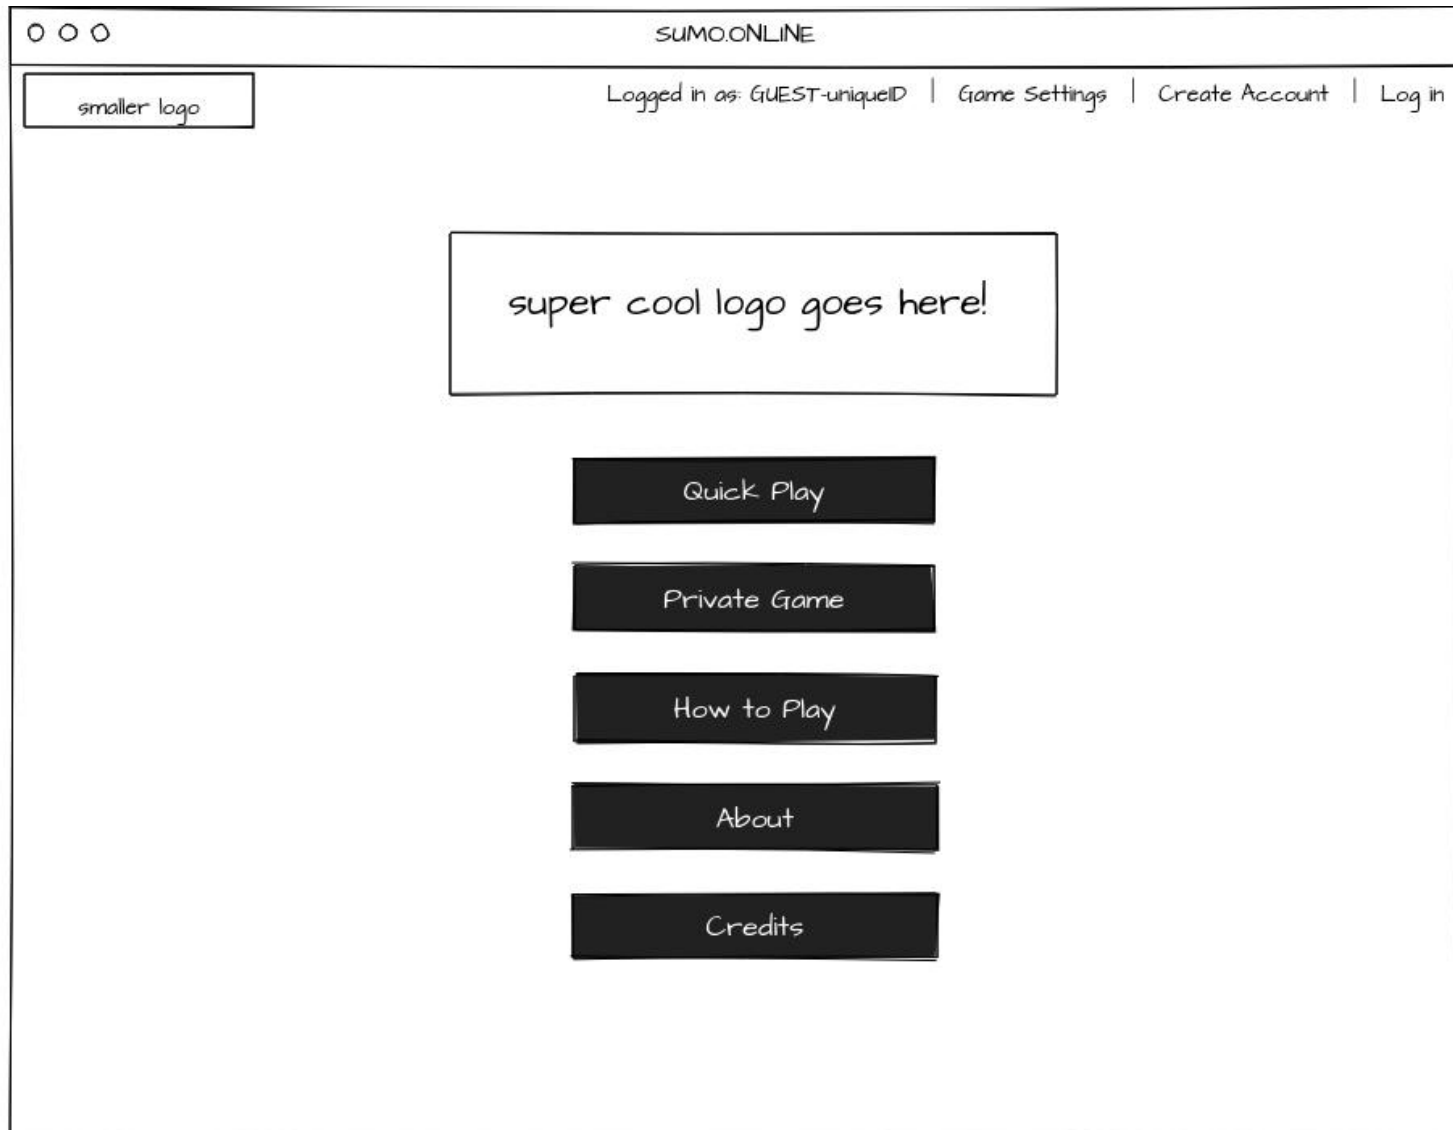 SUMO.ONLINE
smaller logo
Logged in as: GUEST-uniqueID | Game Settings | Create Account | Log in
super cool logo goes here!
Quick Play
Private Game
How to Play
About
Credits